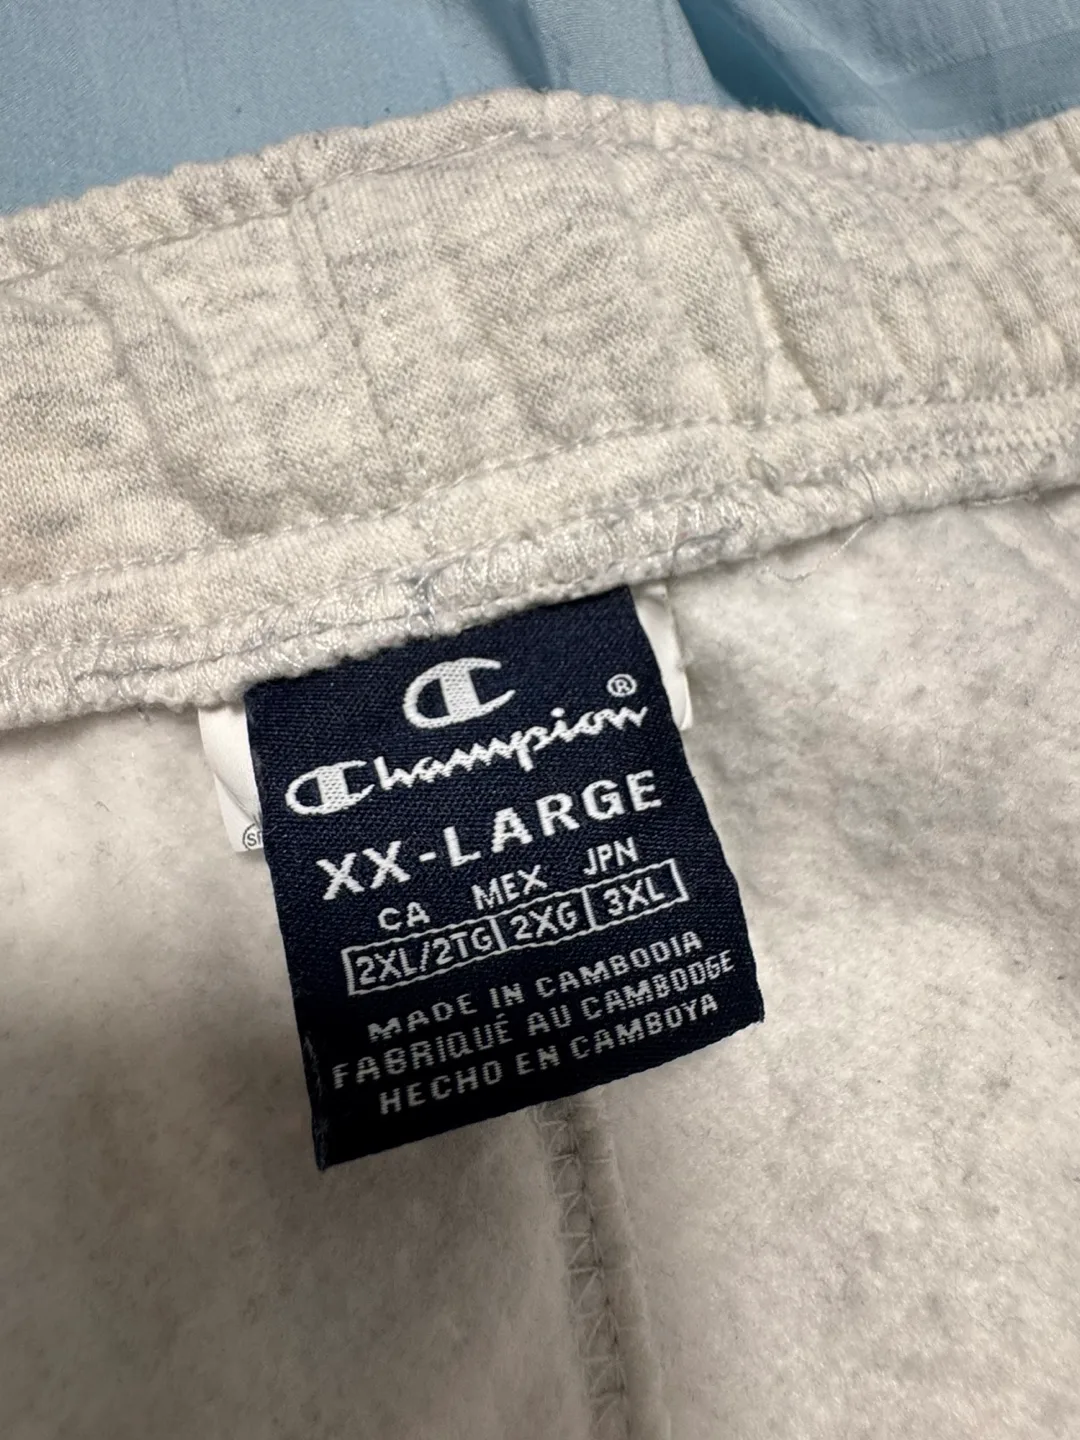 Champion®
XX-LARGE
CA MEX JPN
2XL/2TG 2XG 3XL
MADE IN CAMBODIA
FABRIQUÉ AU CAMBODGE
HECHO EN CAMBOYA